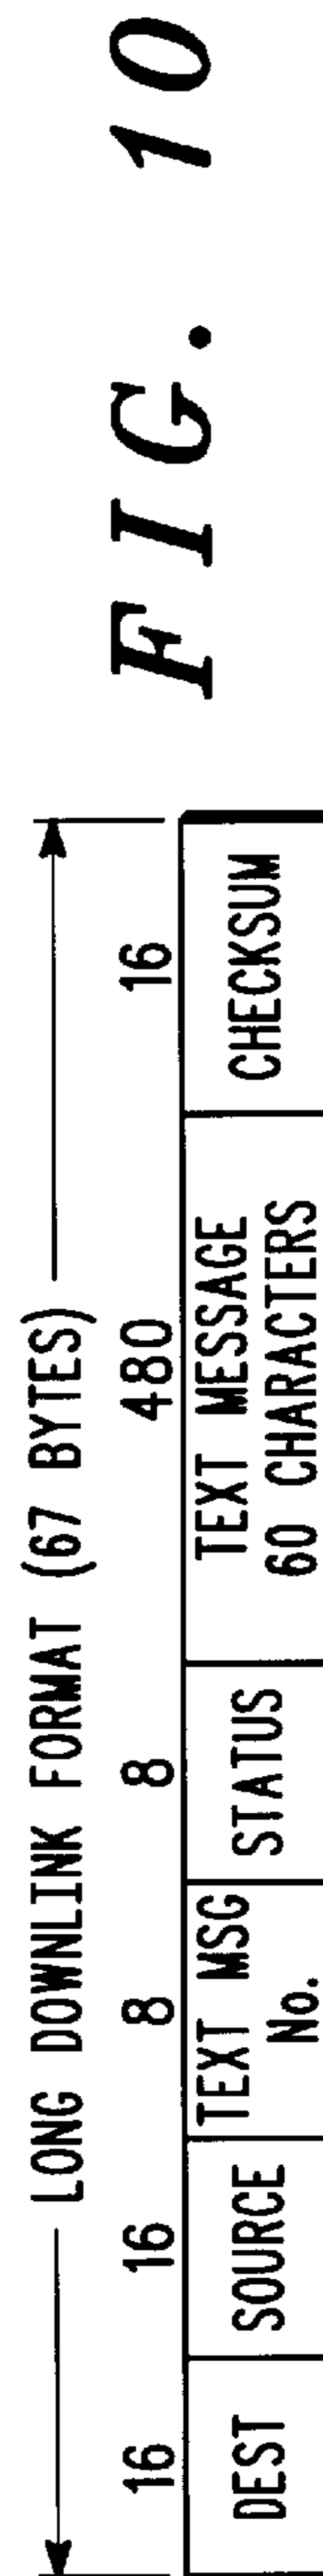 LONG DOWNLINK FORMAT (67 BYTES)
16 16 8 8 480 16
DEST SOURCE TEXT MSG No. STATUS TEXT MESSAGE 60 CHARACTERS CHECKSUM
FIG. 10